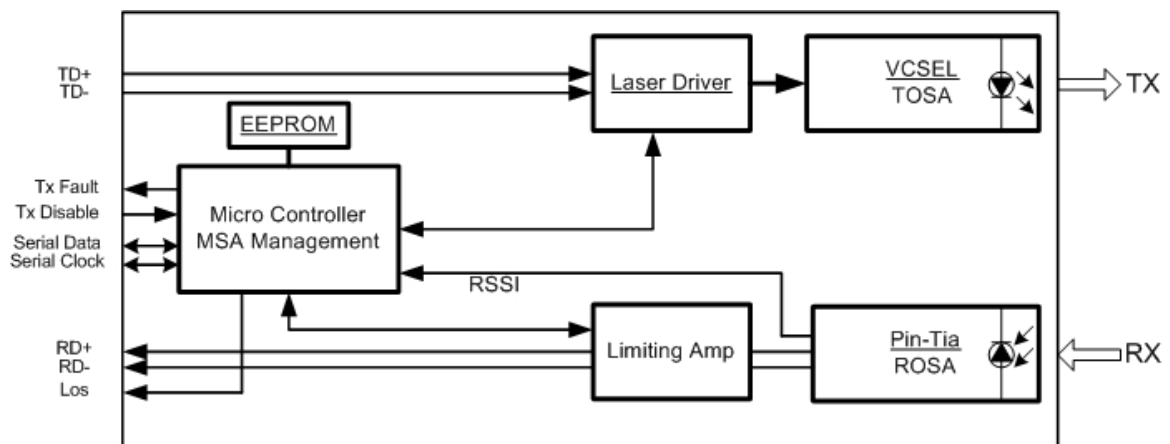 TD+
TD-
Laser Driver
VCSEL
TOSA
TX
EEPROM
Tx Fault
Tx Disable
Serial Data
Serial Clock
Micro Controller
MSA Management
RSSI
RD+
RD-
Los
Limiting Amp
Pin-Tia
ROSA
RX